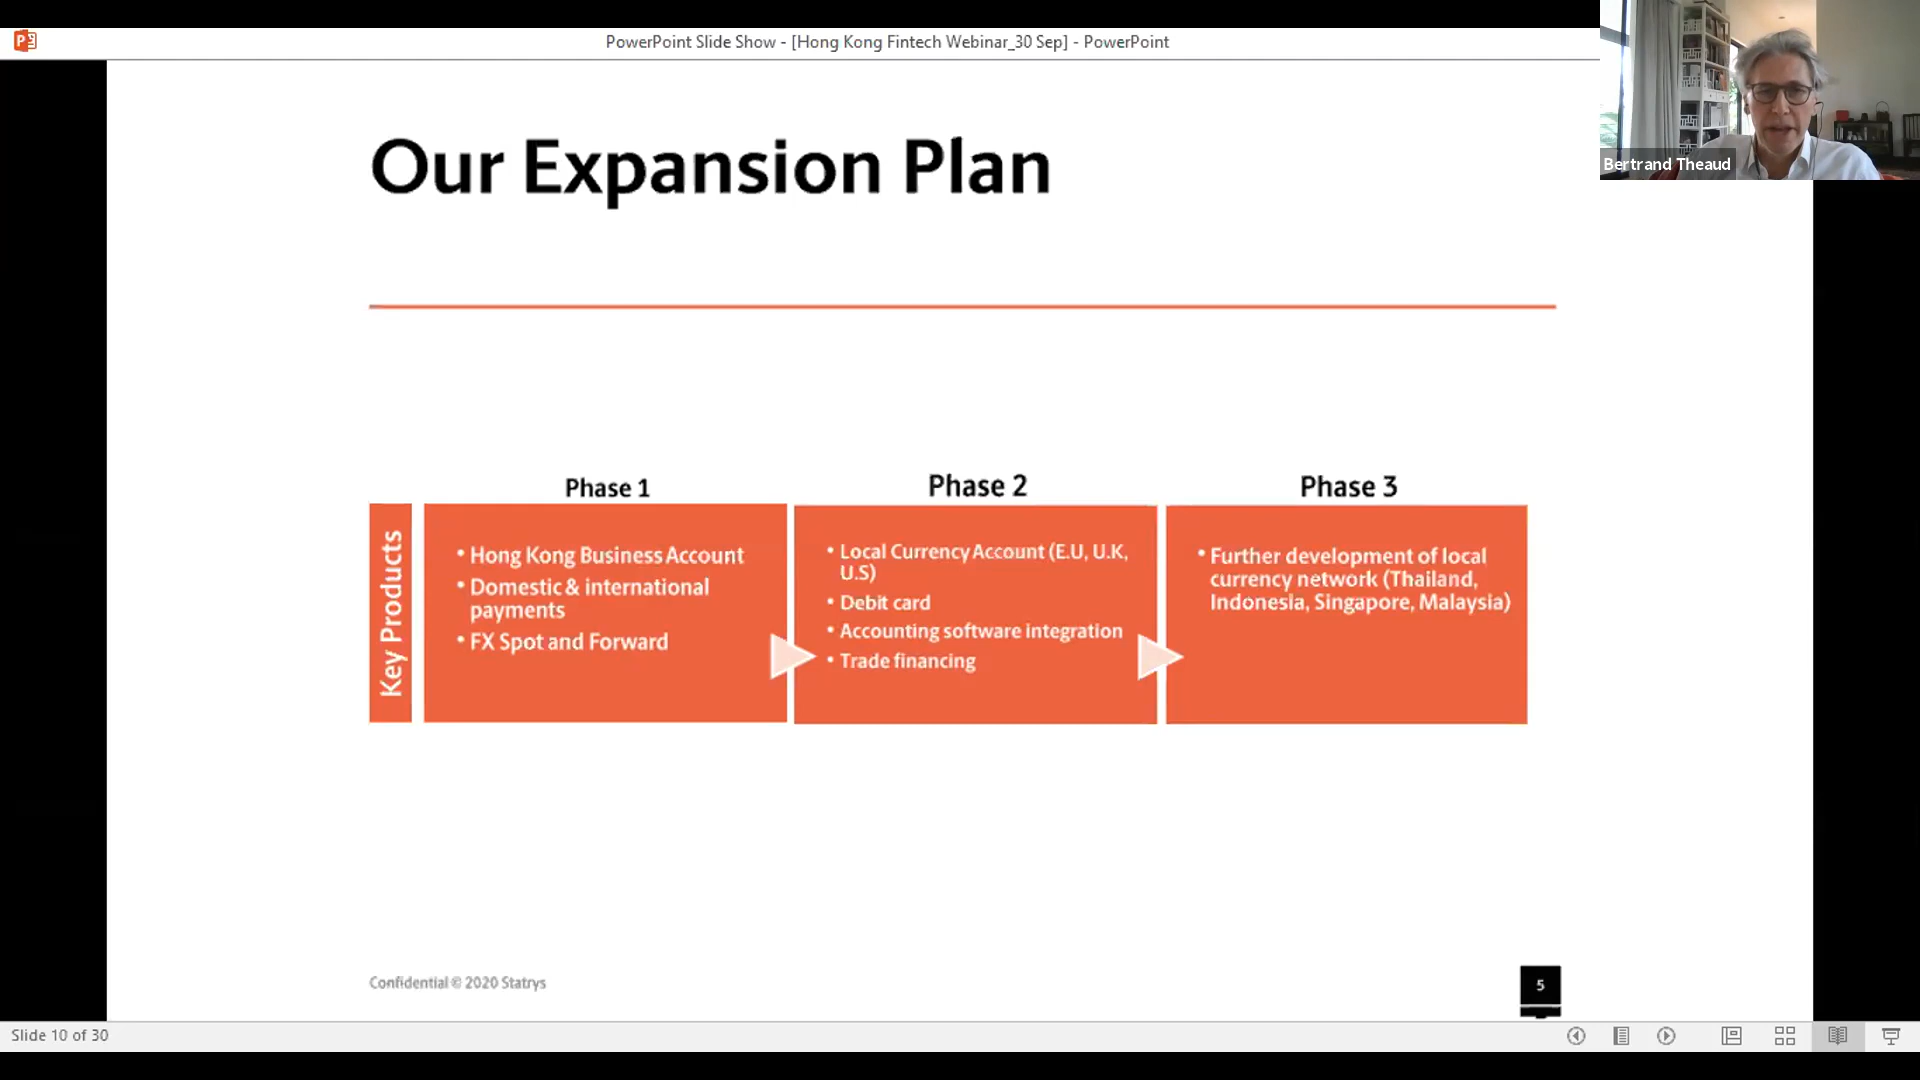 PowerPoint Slide Show - [Hong Kong Fintech Webinar_30 Sep] - PowerPoint
Bertrand Theaud
Our Expansion Plan
Phase 1
Phase 2
Phase 3
Key Products
• Hong Kong Business Account
• Domestic & international
payments
• FX Spot and Forward
• Local Currency Account (E.U, U.K,
U.S)
• Debit card
• Accounting software integration
• Trade financing
• Further development of local
currency network (Thailand,
Indonesia, Singapore, Malaysia)
Confidential © 2020 Statrys
5
Slide 10 of 30